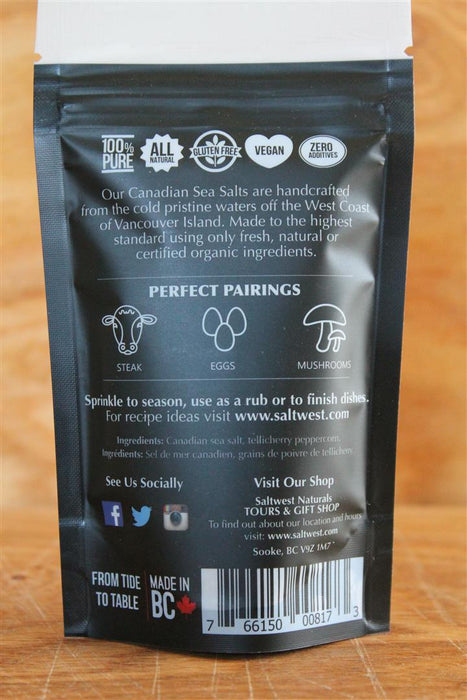 100%
PURE
ALL
NATURAL
GLUTEN FREE
VEGAN
ZERO
ADDITIVES
Our Canadian Sea Salts are handcrafted
from the cold pristine waters off the West Coast
of Vancouver Island. Made to the highest
standard using only fresh, natural or
certified organic ingredients.
PERFECT PAIRINGS
STEAK
EGGS
MUSHROOMS
Sprinkle to season, use as a rub or to finish dishes.
For recipe ideas visit www.saltwest.com
Ingredients: Canadian sea salt, tellicherry peppercorn.
Ingrédients: Sel de mer canadien, grains de poivre de tellichery.
See Us Socially
Visit Our Shop
Saltwest Naturals
TOURS & GIFT SHOP
To find out about our location and hours
visit: www.saltwest.com
Sooke, BC V9Z 1M7
FROM TIDE
TO TABLE
MADE IN
BC
7 66150 00817 3